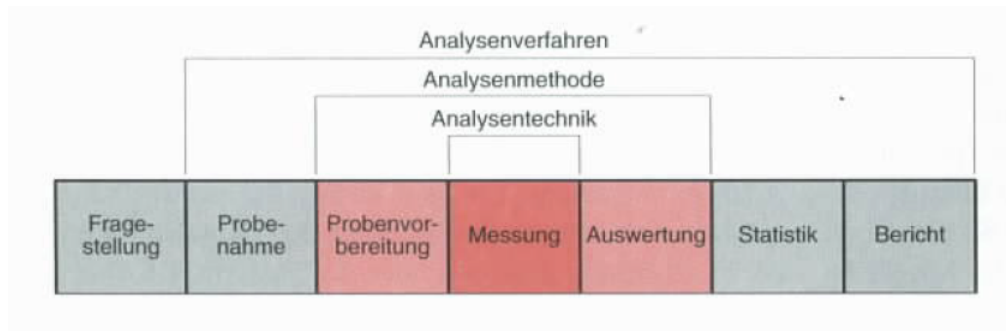 Analysenverfahren
Analysenmethode
Analysentechnik
Frage-
stellung
Probe-
nahme
Probenvor-
bereitung
Messung
Auswertung
Statistik
Bericht